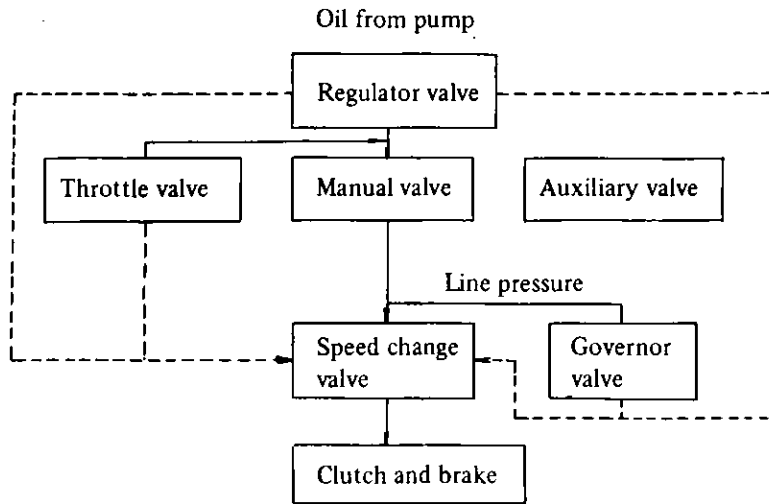 Oil from pump
Regulator valve
Throttle valve
Manual valve
Auxiliary valve
Line pressure
Speed change
valve
Governor
valve
Clutch and brake